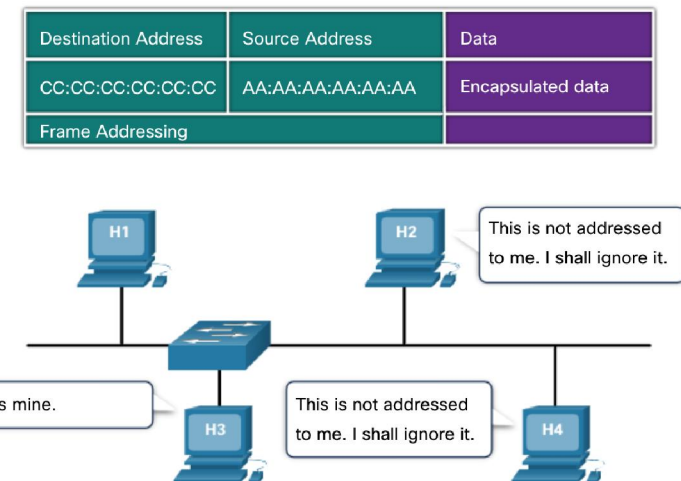 Destination Address Source Address Data
CC:CC:CC:CC:CC:CC AA:AA:AA:AA:AA:AA Encapsulated data
Frame Addressing
H1
H2
This is not addressed
to me. I shall ignore it.
s mine.
H3
This is not addressed
to me. I shall ignore it.
H4